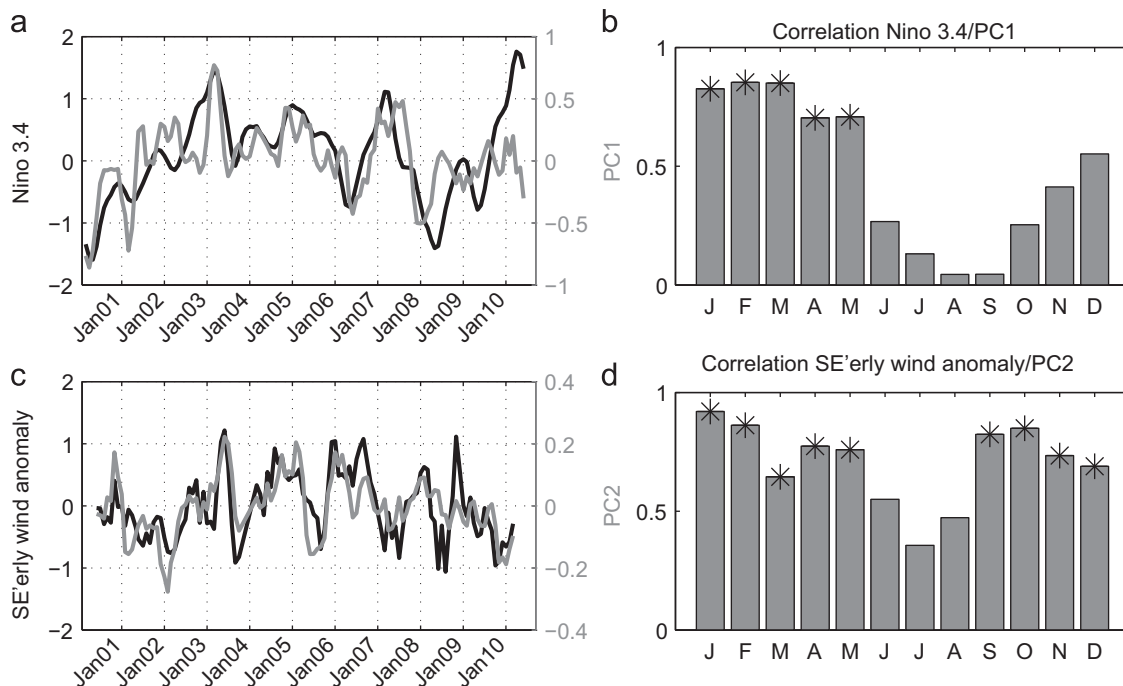 a
2
1
0
−1
−2
Nino 3.4
1
0.5
0
−0.5
−1
Jan01 Jan02 Jan03 Jan04 Jan05 Jan06 Jan07 Jan08 Jan09 Jan10
b
Correlation Nino 3.4/PC1
1
0.5
0
PC1
J F M A M J J A S O N D
c
2
1
0
−1
−2
SE'erly wind anomaly
0.4
0.2
0
−0.2
−0.4
Jan01 Jan02 Jan03 Jan04 Jan05 Jan06 Jan07 Jan08 Jan09 Jan10
d
Correlation SE'erly wind anomaly/PC2
1
0.5
0
PC2
J F M A M J J A S O N D